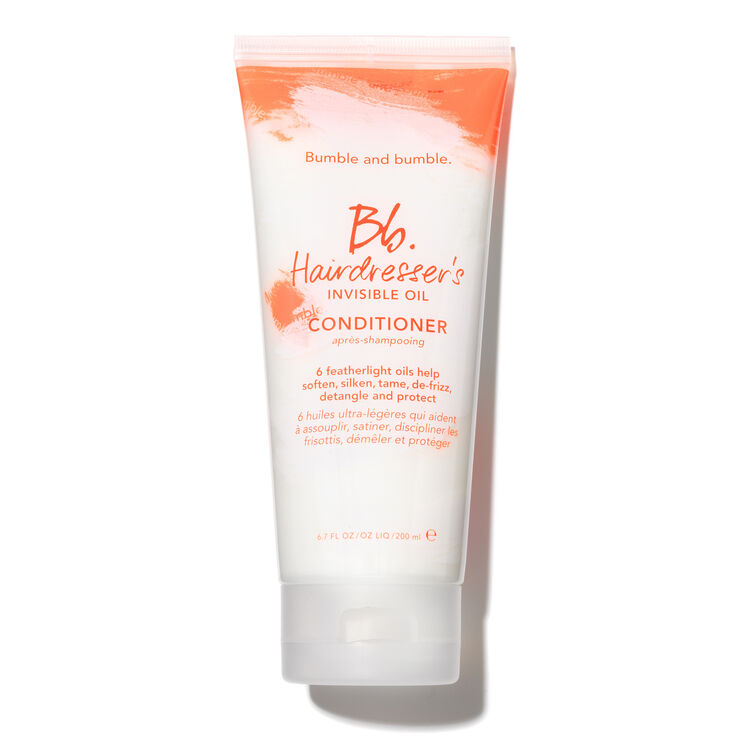 Bumble and bumble.
Bb.
Hairdresser's
INVISIBLE OIL
CONDITIONER
après-shampooing
6 featherlight oils help
soften, silken, tame, de-frizz,
detangle and protect
6 huiles ultra-légères qui aident
à assouplir, satiner, discipliner les
frisottis, démêler et protéger
6.7 FL OZ/OZ LIQ/200 ml e